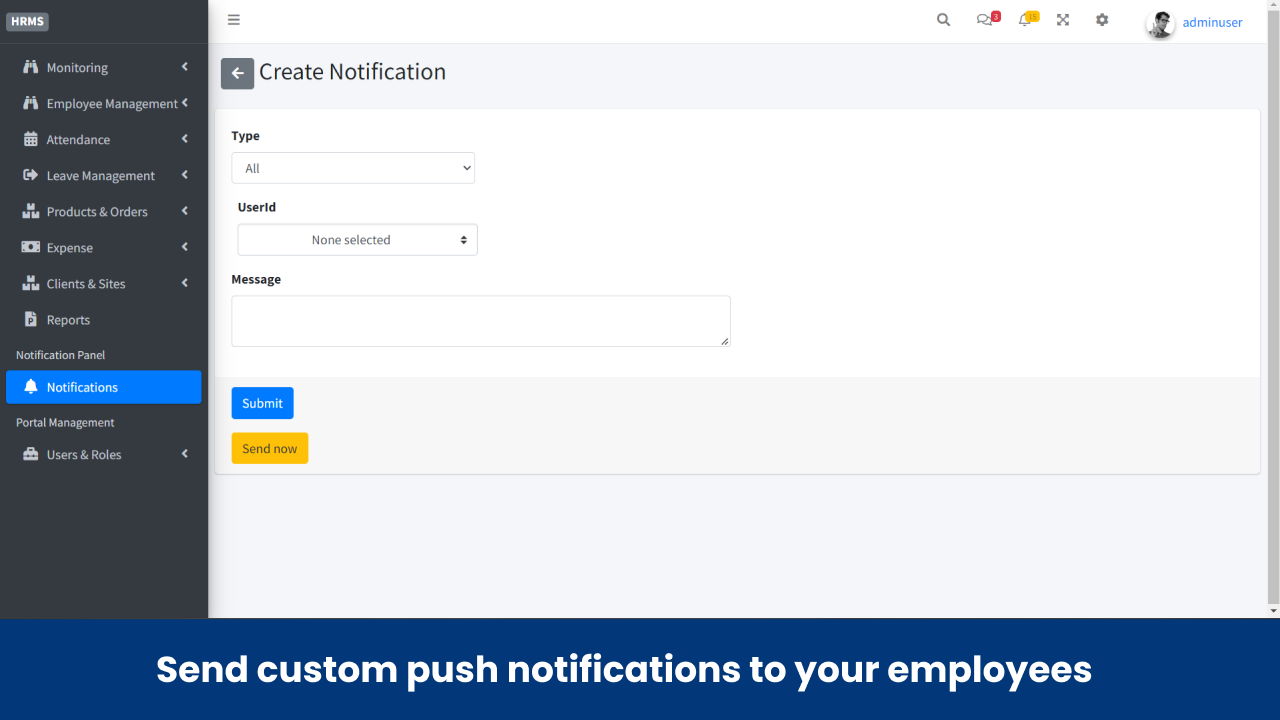 HRMS
3
15
adminuser
Monitoring
Employee Management
Attendance
Leave Management
Products & Orders
Expense
Clients & Sites
Reports
Notification Panel
Notifications
Portal Management
Users & Roles
Create Notification
Type
All
UserId
None selected
Message
Submit
Send now
Send custom push notifications to your employees